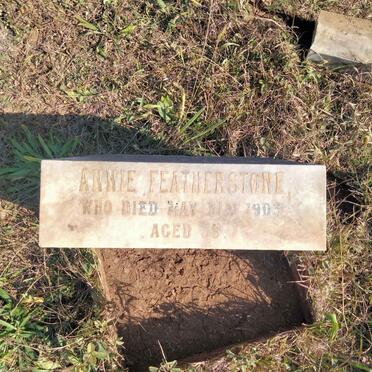 ANNIE FEATHERSTONE,
WHO DIED MAY
AGED